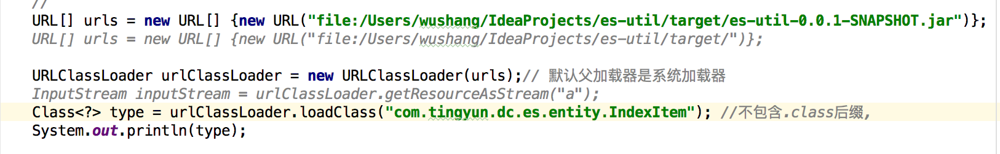 //
URL[] urls = new URL[] {new URL("file:/Users/wushang/IdeaProjects/es-util/target/es-util-0.0.1-SNAPSHOT.jar")};
URL[] urls = new URL[] {new URL("file:/Users/wushang/IdeaProjects/es-util/target/")};
URLClassLoader urlClassLoader = new URLClassLoader(urls);// 默认父加载器是系统加载器
InputStream inputStream = urlClassLoader.getResourceAsStream("a");
Class<?> type = urlClassLoader.loadClass("com.tingyun.dc.es.entity.IndexItem"); //不包含.class后缀,
System.out.println(type);